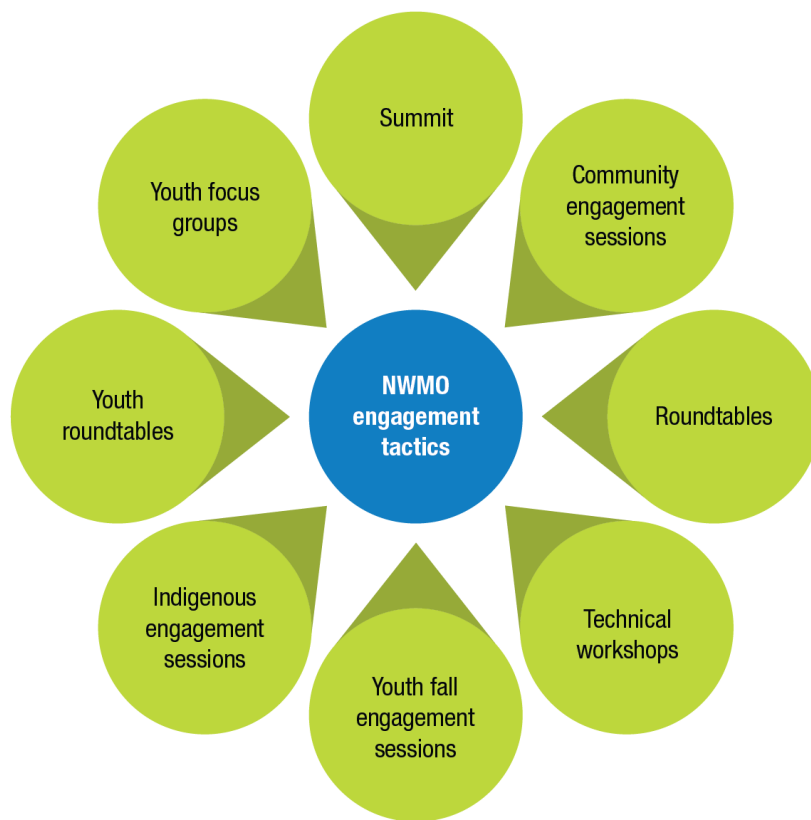 Summit
Community
engagement
sessions
Roundtables
Technical
workshops
Youth fall
engagement
sessions
Indigenous
engagement
sessions
Youth
roundtables
Youth focus
groups
NWMO
engagement
tactics